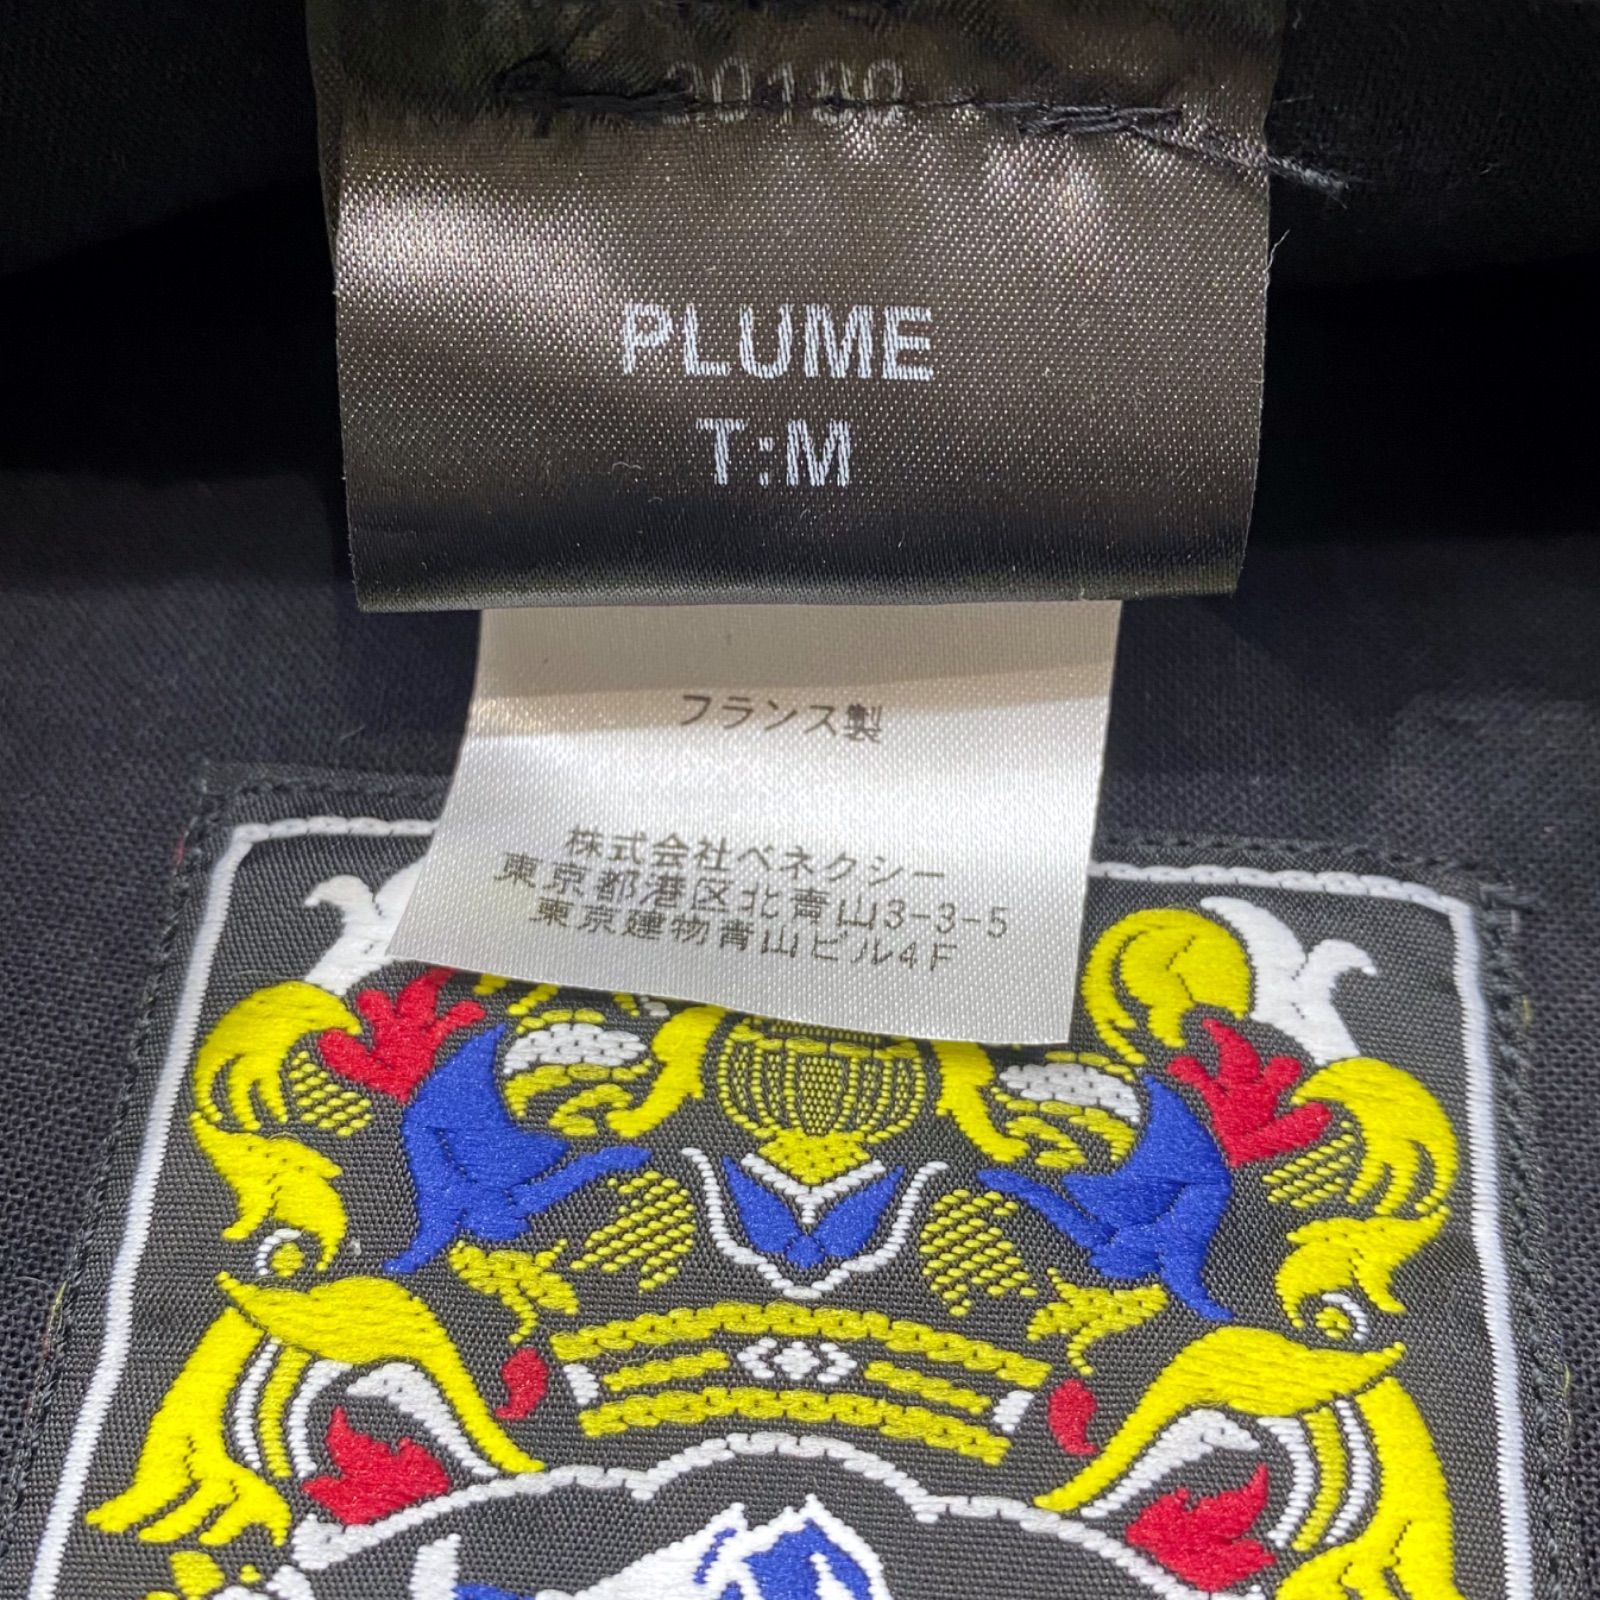 20180
PLUME
T:M
フランス製
株式会社ベネクシー
東京都港区北青山3-3-5
東京建物青山ビル4F